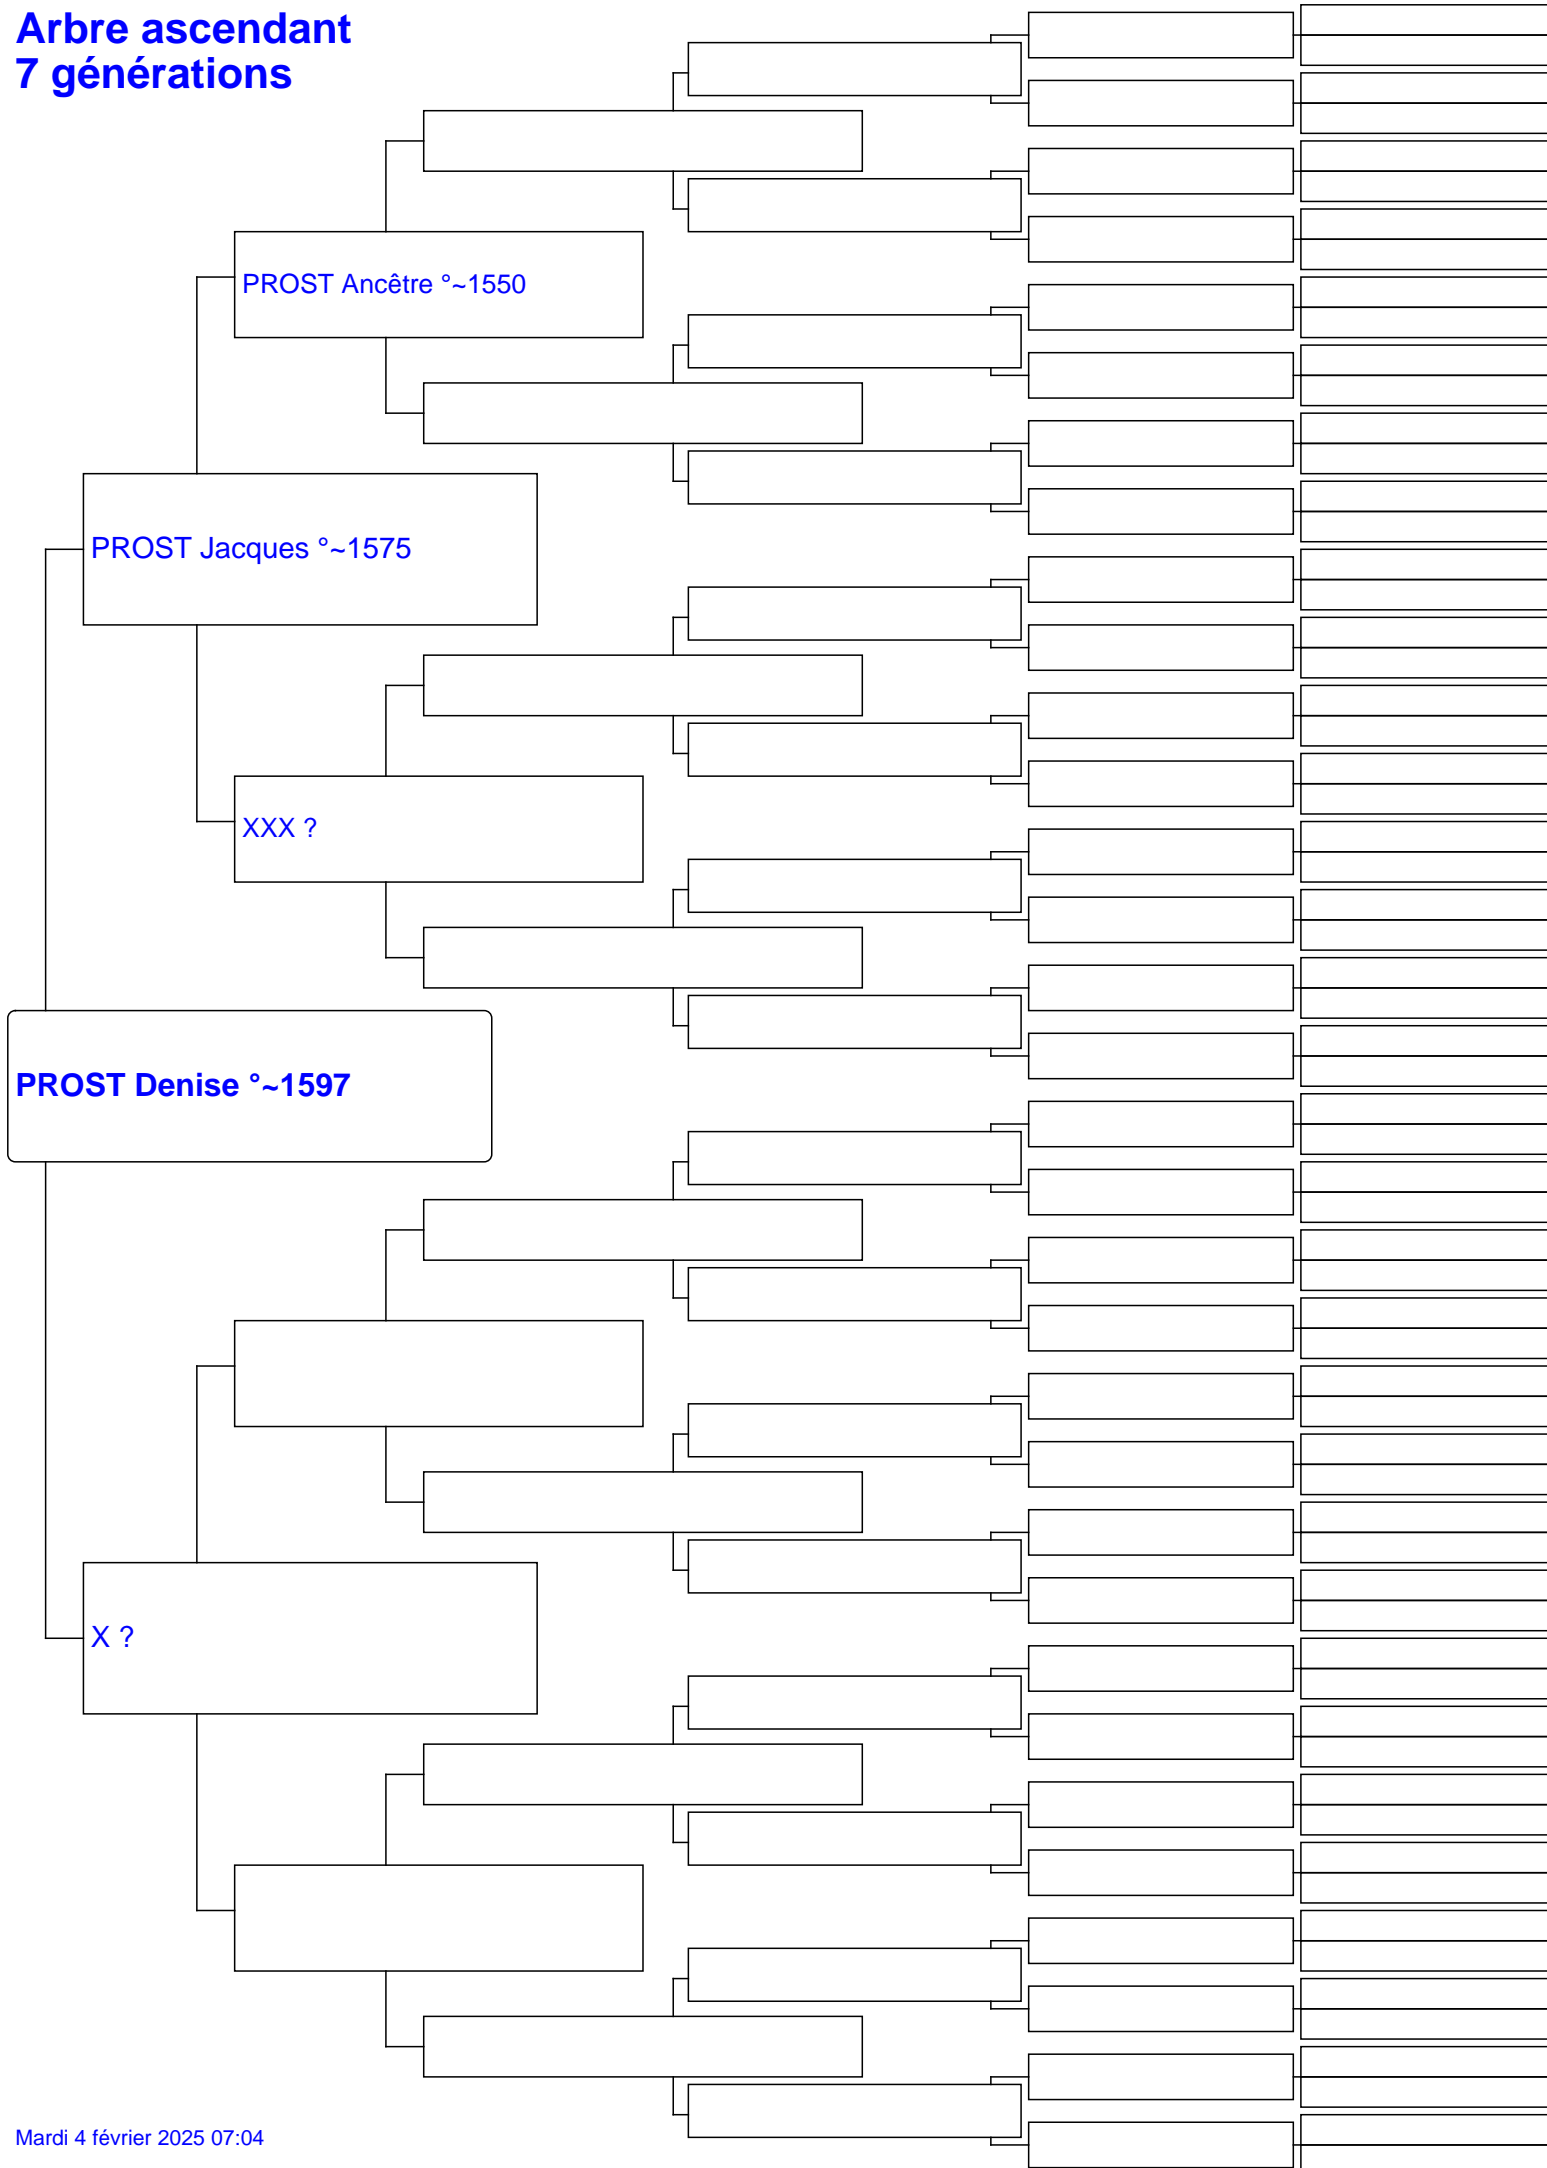 Arbre ascendant
7 générations
PROST Ancêtre °~1550
PROST Jacques °~1575
XXX ?
PROST Denise °~1597
X ?
Mardi 4 février 2025 07:04